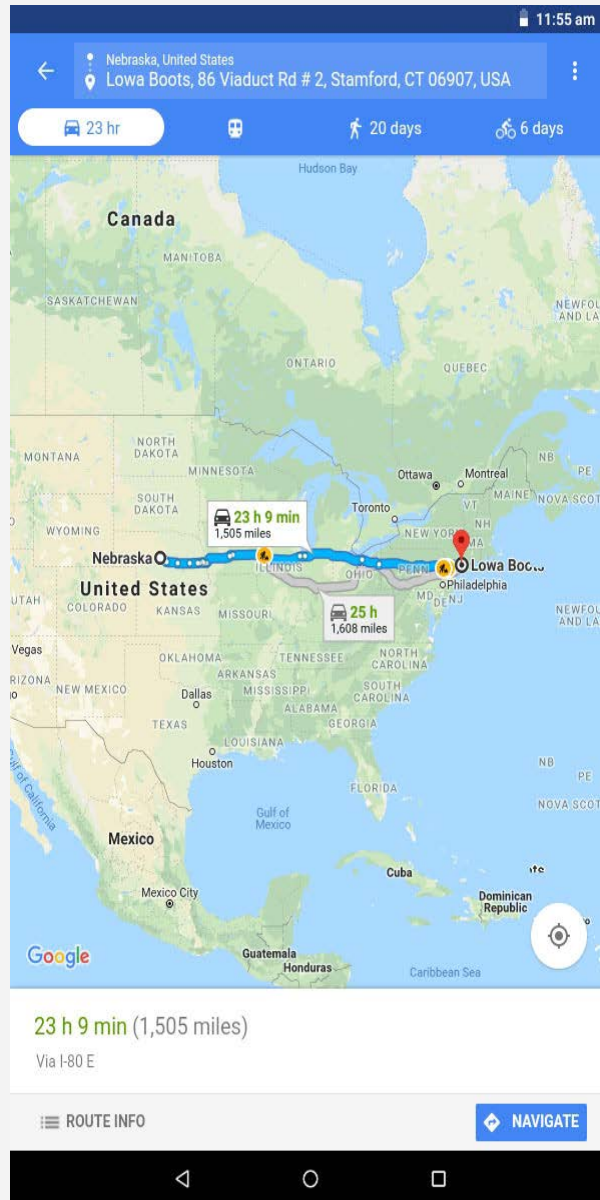 11:55 am
Nebraska, United States
Lowa Boots, 86 Viaduct Rd # 2, Stamford, CT 06907, USA
23 hr
20 days
6 days
Hudson Bay
Canada
MANITOBA
SASKATCHEWAN
NEWFOU
AND LA
ONTARIO
QUEBEC
MONTANA
NORTH
DAKOTA
MINNESOTA
NB
PE
Ottawa
Montreal
MAINE
NOVA SCOT
SOUTH
DAKOTA
VT
Toronto
NH
WYOMING
23 h 9 min
1,505 miles
NEW YORK
MA
Nebraska
Lowa Boots
ILLINOIS
OHIO
PENN
Philadelphia
United States
MD
DE
NJ
UTAH
COLORADO
KANSAS
MISSOURI
25 h
1,608 miles
NEWFOU
AND LA
Vegas
OKLAHOMA
TENNESSEE
NORTH
CAROLINA
RIZONA
NEW MEXICO
ARKANSAS
Dallas
MISSISSIPPI
SOUTH
CAROLINA
ALABAMA
TEXAS
GEORGIA
LOUISIANA
Houston
FLORIDA
NB
PE
Gulf of California
Gulf of
Mexico
NOVA SCOT
Mexico
Cuba
Mexico City
Dominican
Republic
Google
Guatemala
Honduras
Caribbean Sea
23 h 9 min (1,505 miles)
Via I-80 E
ROUTE INFO
NAVIGATE